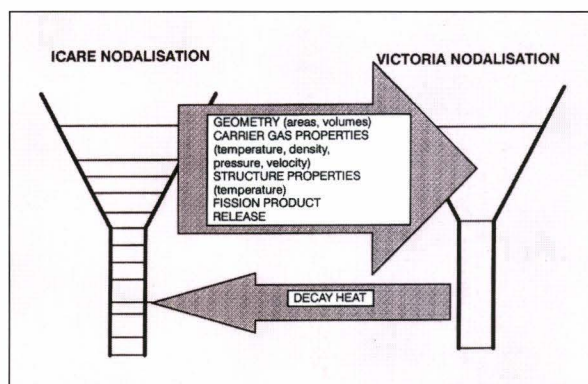 ICARE NODALISATION
VICTORIA NODALISATION
GEOMETRY (areas, volumes)
CARRIER GAS PROPERTIES
(temperature, density,
pressure, velocity)
STRUCTURE PROPERTIES
(temperature)
FISSION PRODUCT
RELEASE
DECAY HEAT